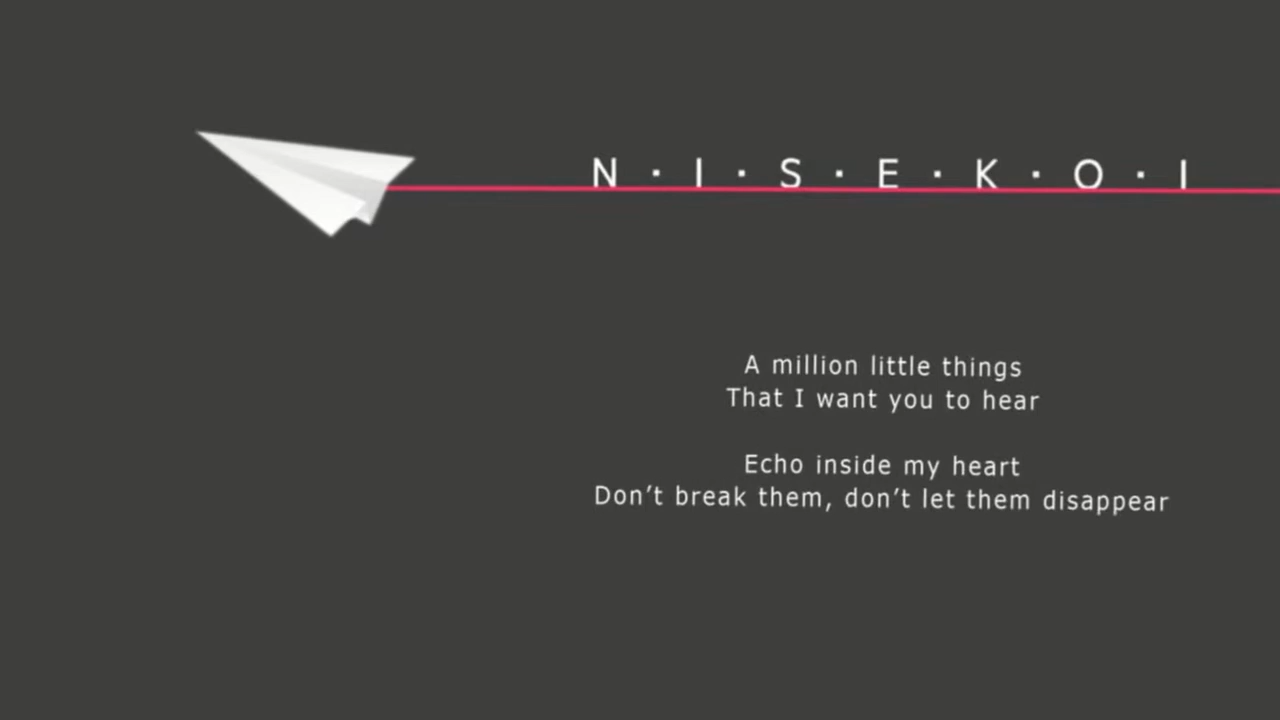 N · I · S · E · K · O · I
A million little things
That I want you to hear
Echo inside my heart
Don’t break them, don’t let them disappear